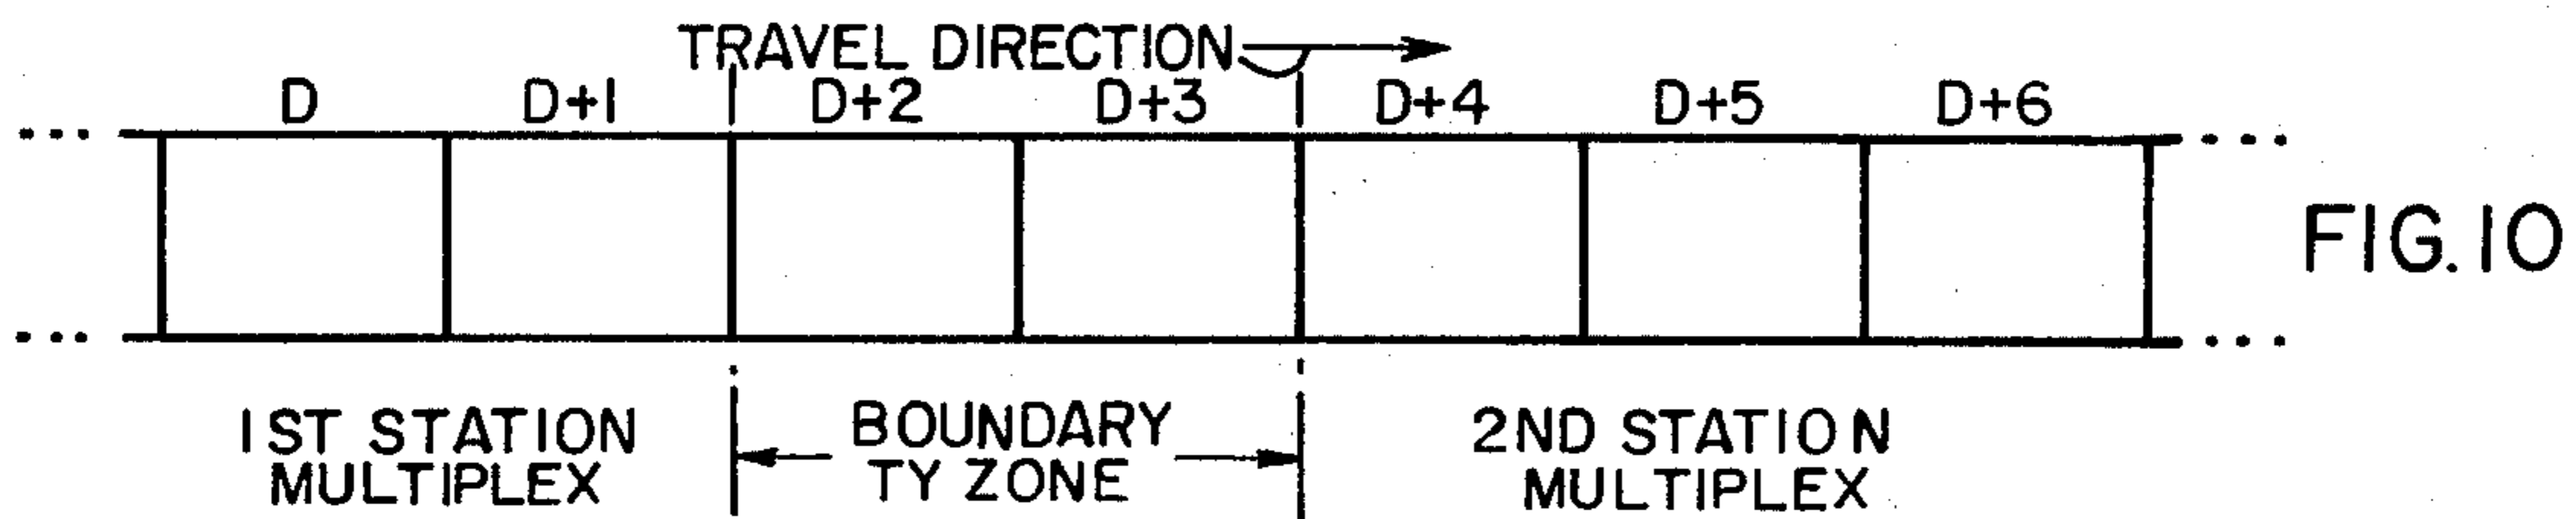 TRAVEL DIRECTION
D D+1 D+2 D+3 D+4 D+5 D+6
FIG. 10
1ST STATION
MULTIPLEX
BOUNDARY
TY ZONE
2ND STATION
MULTIPLEX